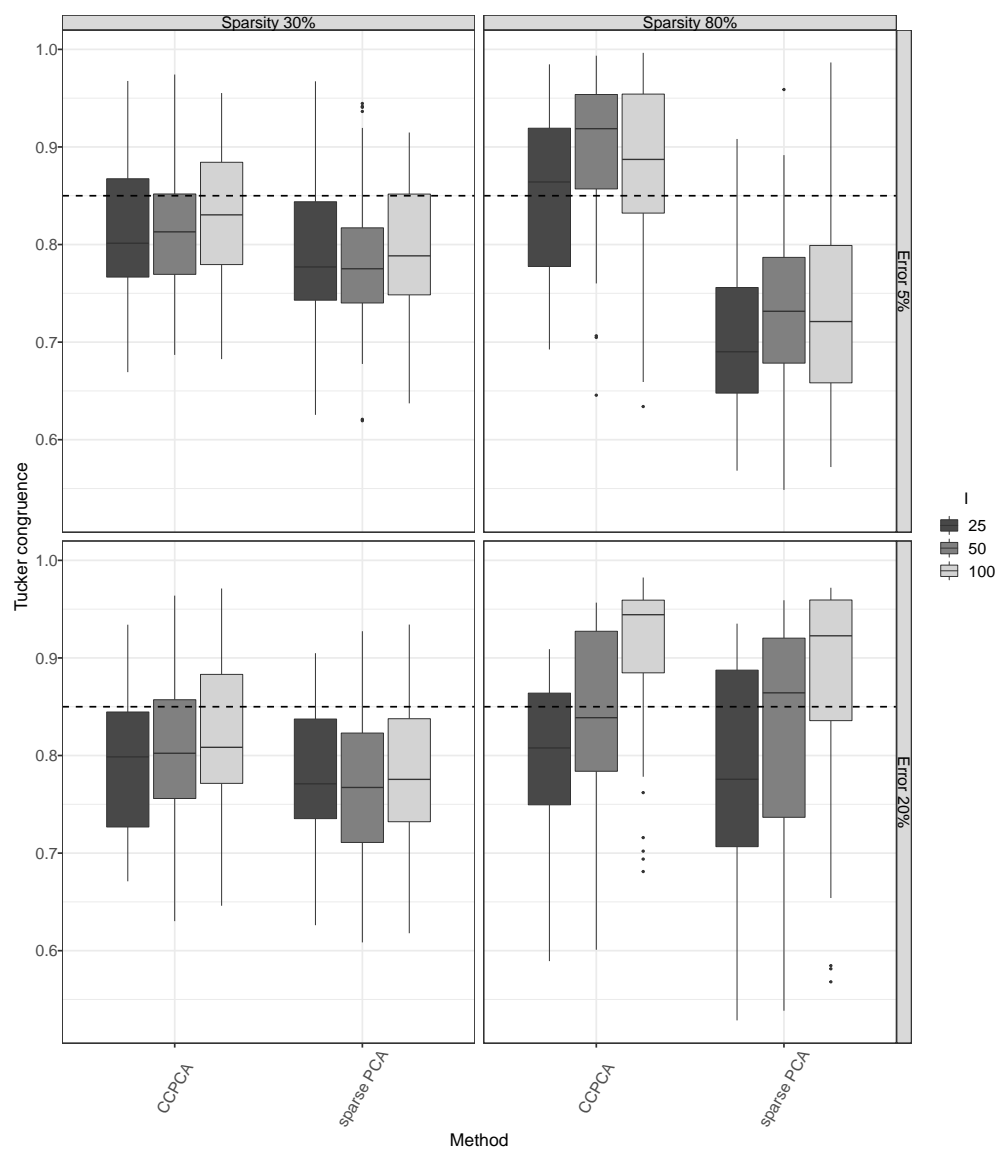 Sparsity 30%
Sparsity 80%
1.0
0.9
0.8
0.7
0.6
Error 5%
1.0
0.9
0.8
0.7
0.6
Error 20%
Tucker congruence
I
25
50
100
CCPCA
sparse PCA
CCPCA
sparse PCA
Method